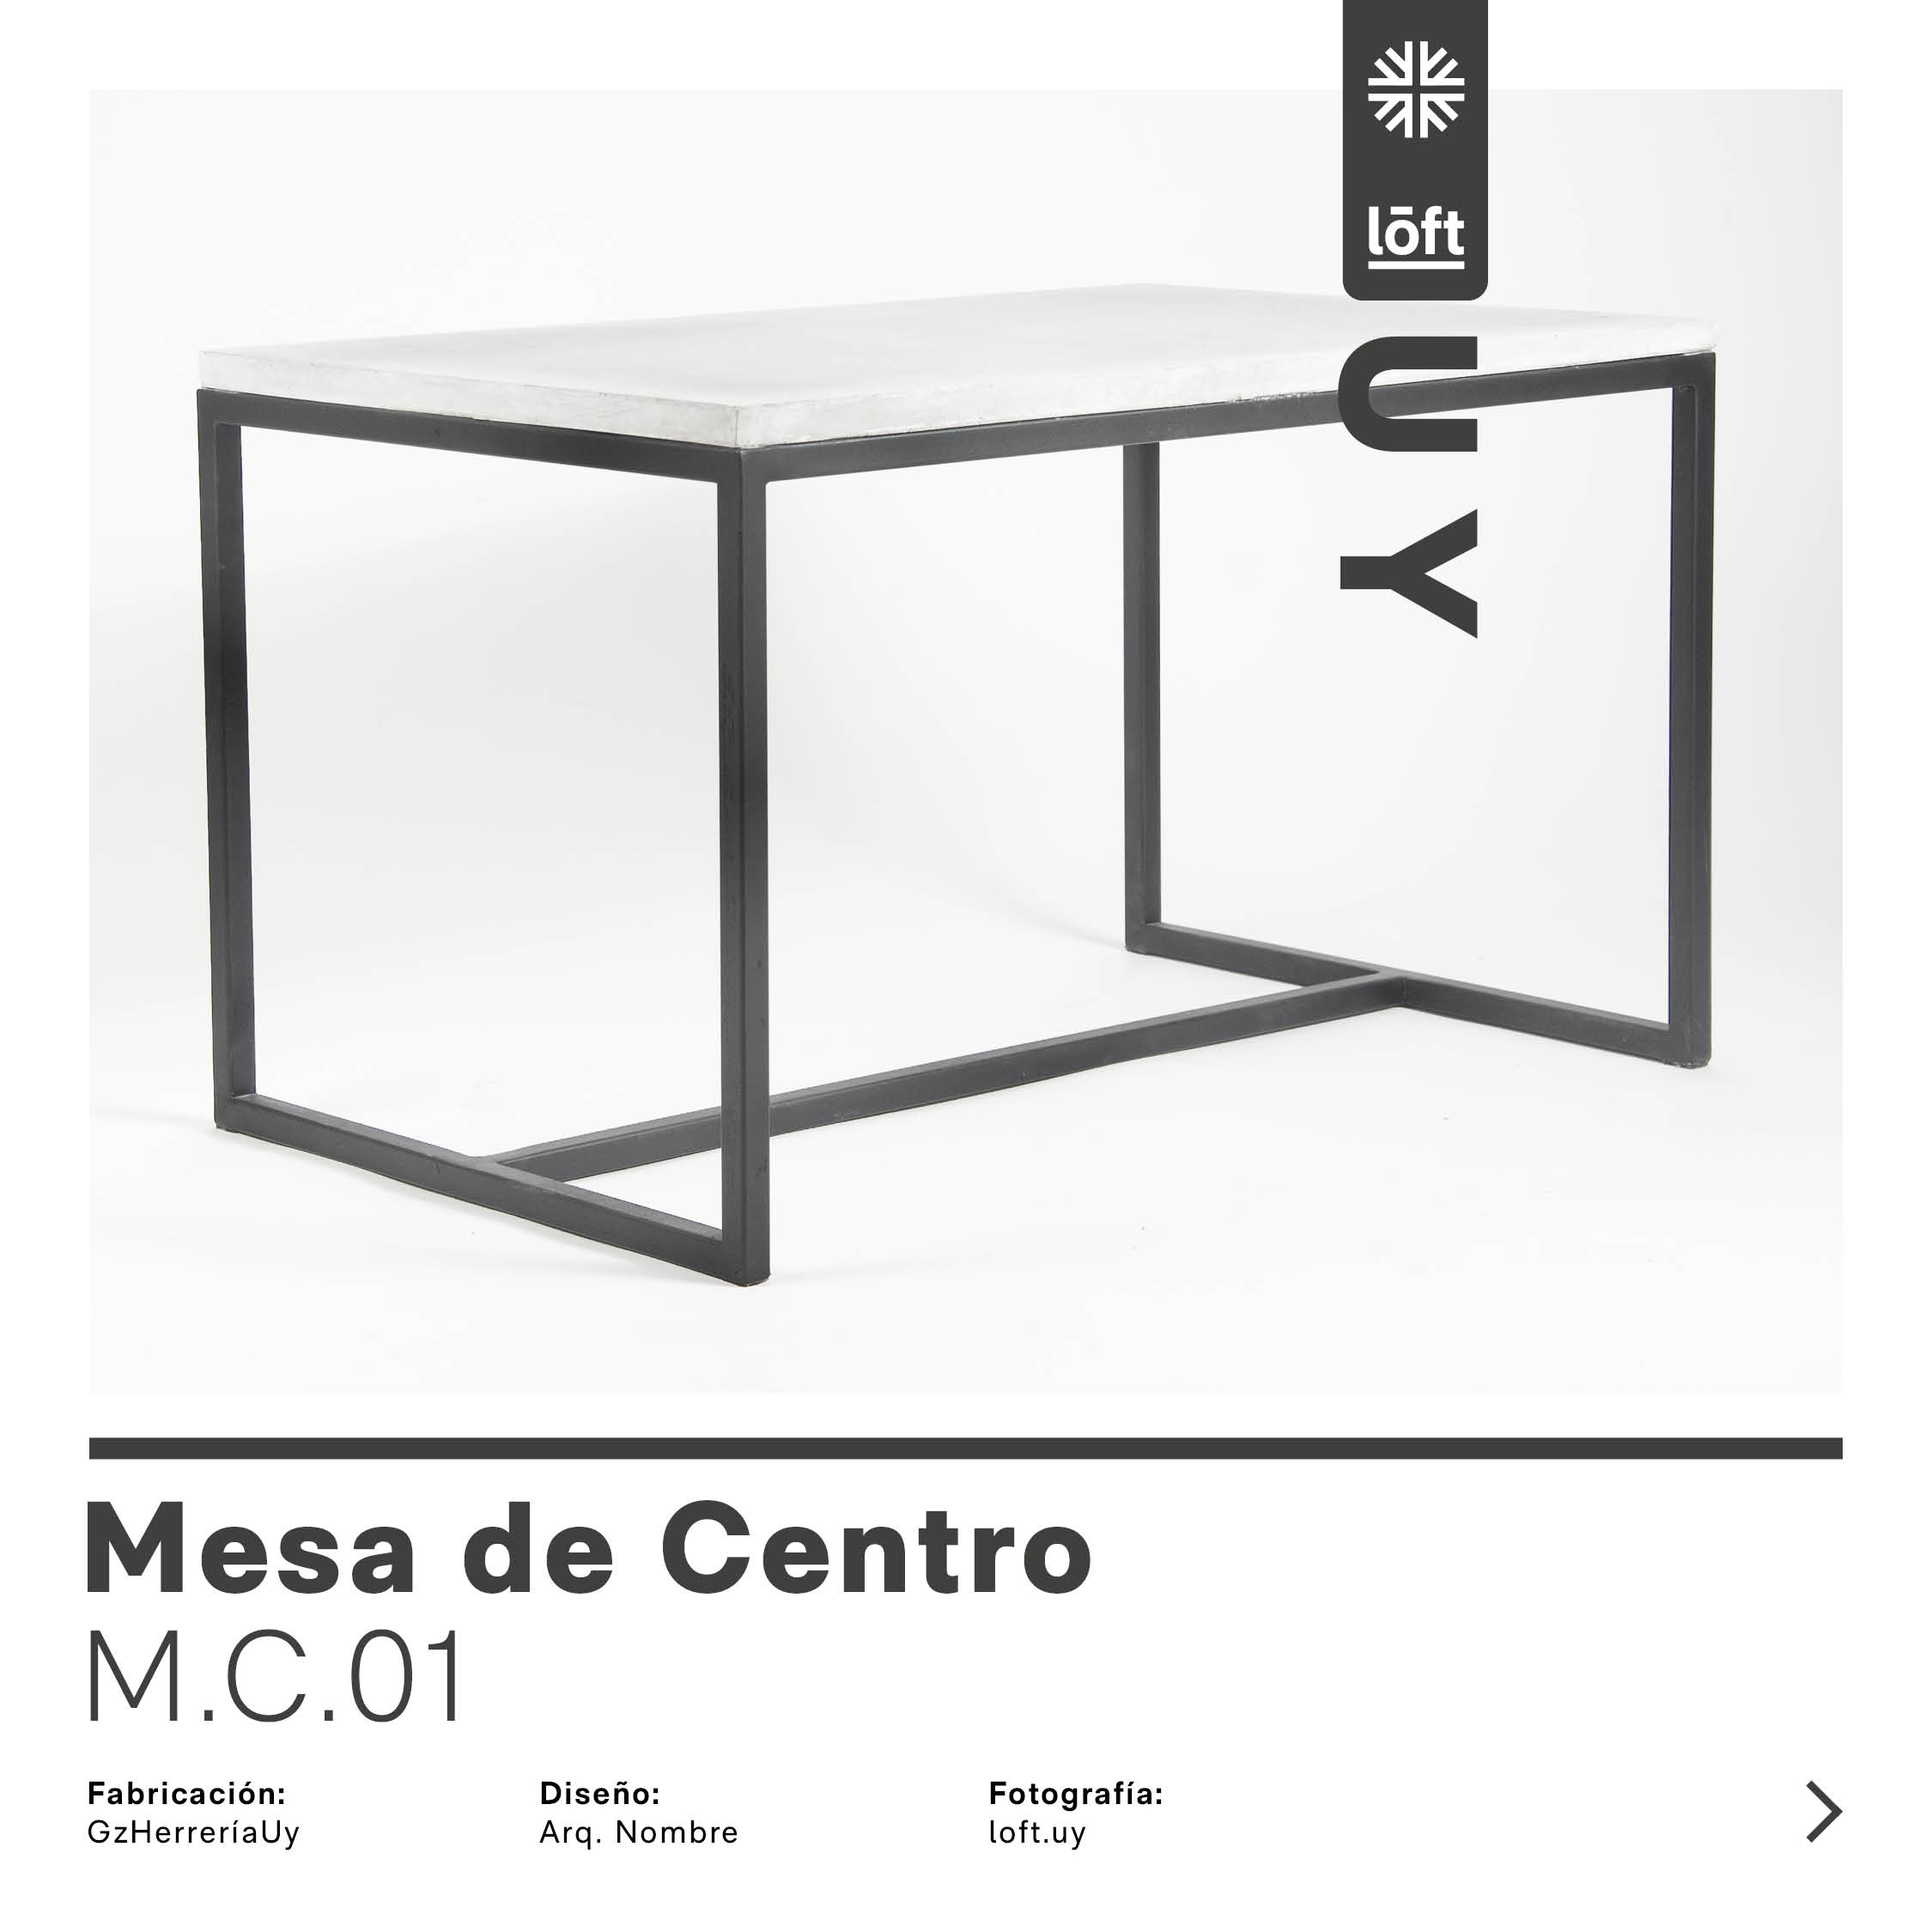 lōft
UY
Mesa de Centro
M.C.01
Fabricación:
GzHerreríaUy
Diseño:
Arq. Nombre
Fotografía:
loft.uy